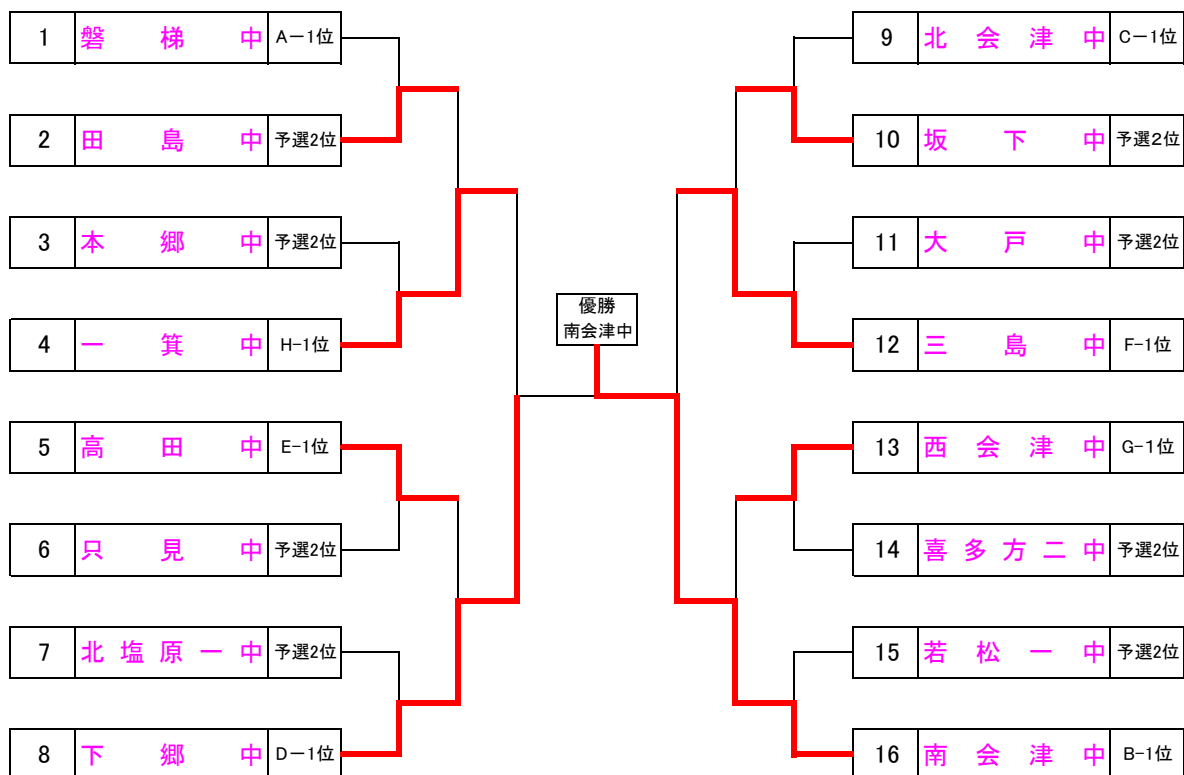 1 磐梯中 A－1位
2 田島中 予選2位
3 本郷中 予選2位
4 一箕中 H-1位
5 高田中 E-1位
6 只見中 予選2位
7 北塩原一中 予選2位
8 下郷中 D－1位
優勝
南会津中
9 北会津中 C－1位
10 坂下中 予選２位
11 大戸中 予選2位
12 三島中 F-1位
13 西会津中 G-1位
14 喜多方二中 予選2位
15 若松一中 予選2位
16 南会津中 B-1位